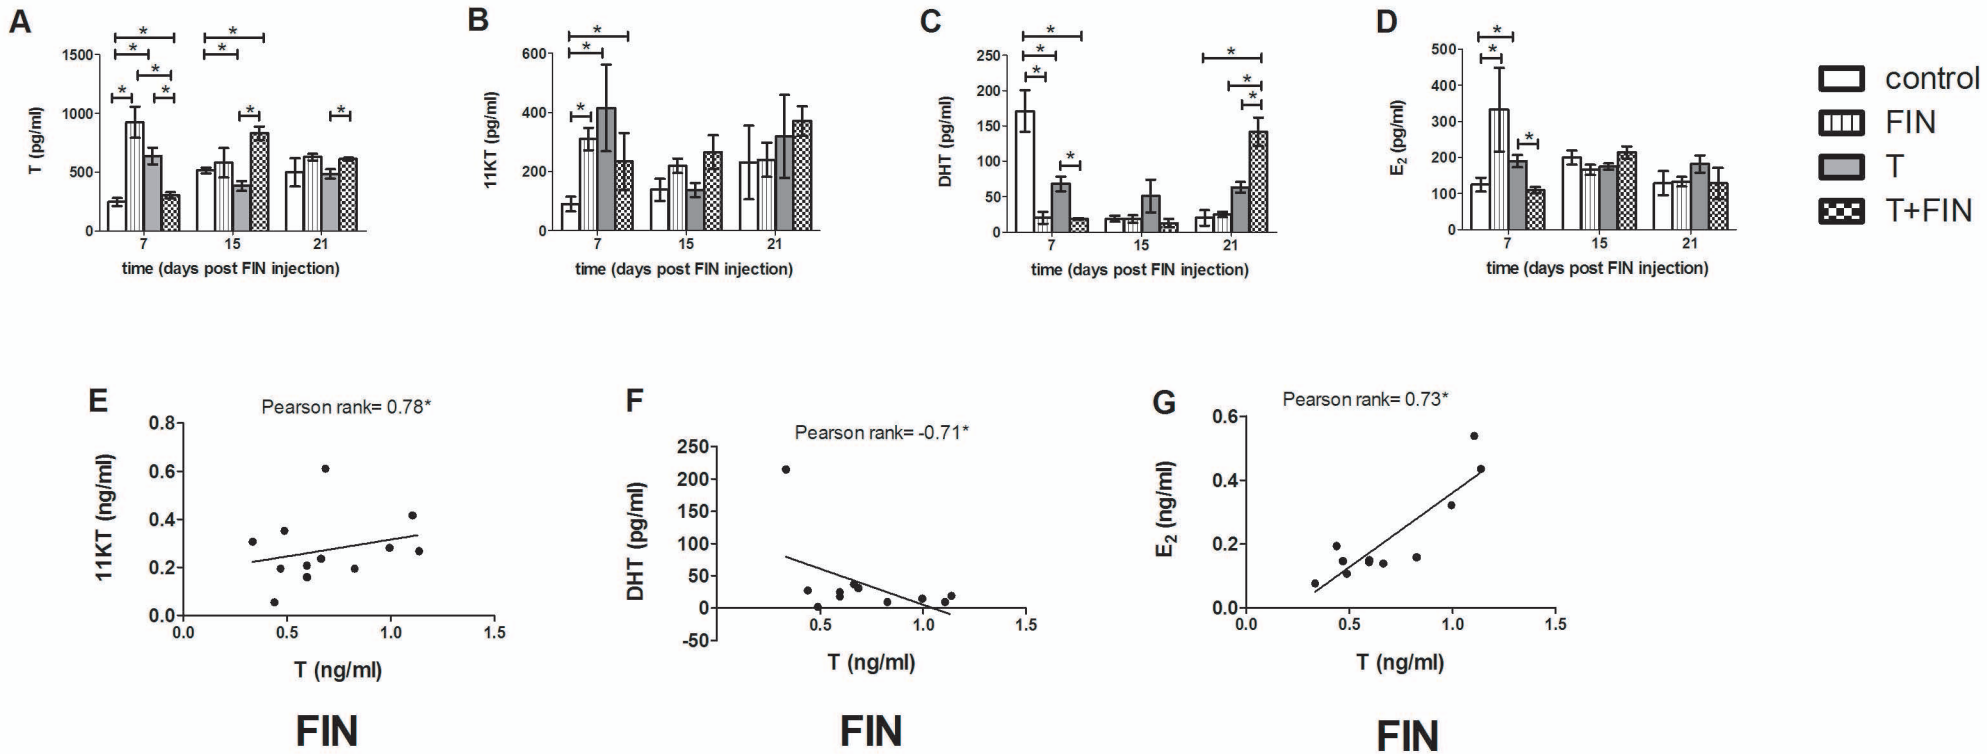 A
* * * * * *
* * *
*
T (pg/ml)
1500
1000
500
0
7 15 21
time (days post FIN injection)
B
* * *
11KT (pg/ml)
600
400
200
0
7 15 21
time (days post FIN injection)
C
* * * *
* * *
DHT (pg/ml)
250
200
150
100
50
0
7 15 21
time (days post FIN injection)
D
* * *
E2 (pg/ml)
500
400
300
200
100
0
7 15 21
time (days post FIN injection)
control
FIN
T
T+FIN
E
Pearson rank= 0.78*
11KT (ng/ml)
0.8
0.6
0.4
0.2
0.0
0.0 0.5 1.0 1.5
T (ng/ml)
FIN
F
Pearson rank= -0.71*
DHT (pg/ml)
250
200
150
100
50
0
-50
0.5 1.0 1.5
T (ng/ml)
FIN
G
Pearson rank= 0.73*
E2 (ng/ml)
0.6
0.4
0.2
0.0
0.0 0.5 1.0 1.5
T (ng/ml)
FIN